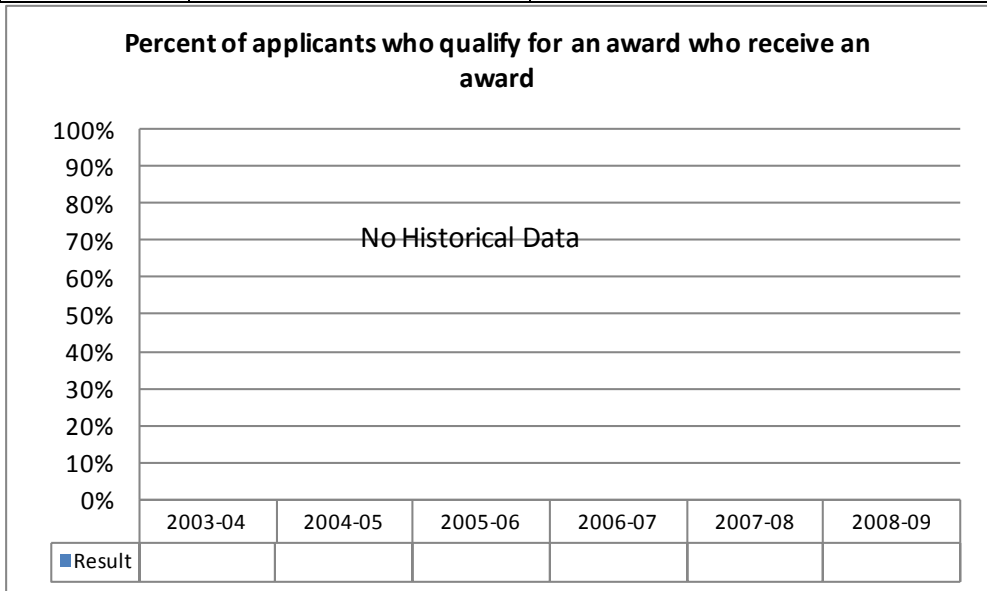 Percent of applicants who qualify for an award who receive an
award
100%
90%
80%
70%
60%
50%
40%
30%
20%
10%
0%
No Historical Data
2003-04 2004-05 2005-06 2006-07 2007-08 2008-09
Result